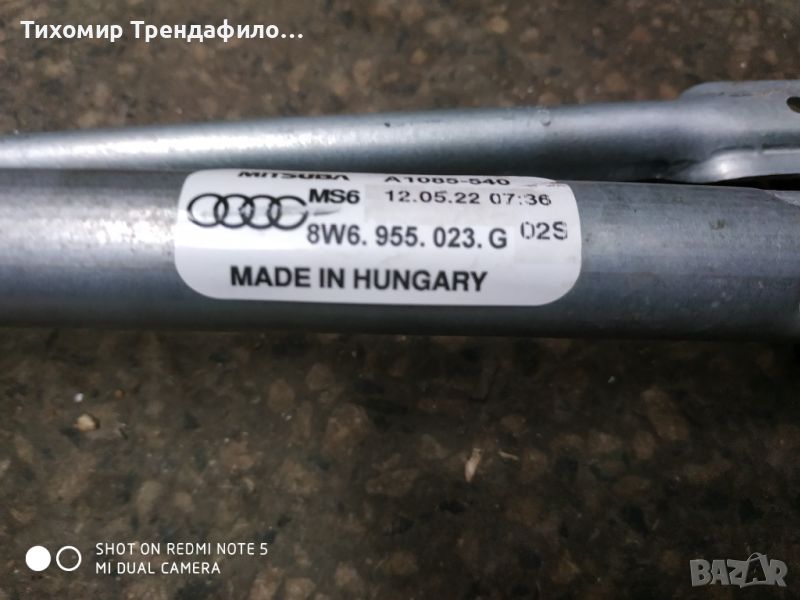 Тихомир Трендафило...
MITSUBA A1085-540
MS6 12.05.22 07:36
8W6. 955. 023. G 02S
MADE IN HUNGARY
SHOT ON REDMI NOTE 5
MI DUAL CAMERA
BAZAR